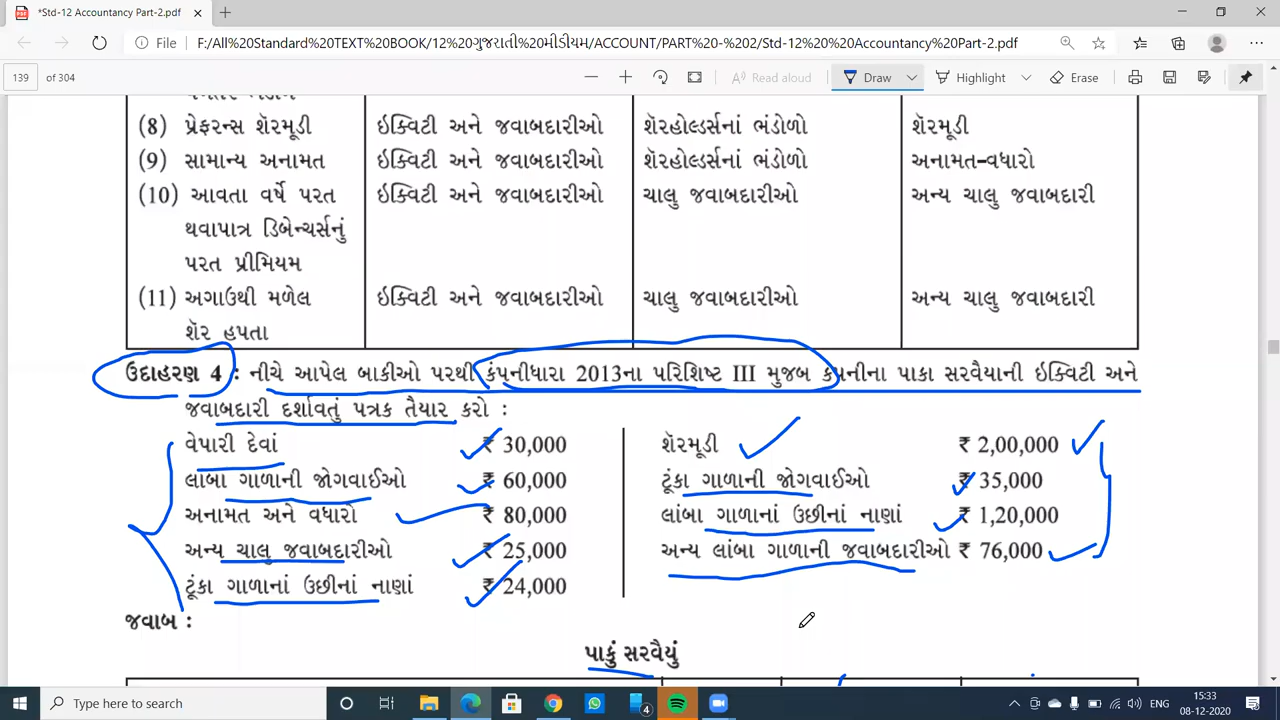 *Std-12 Accountancy Part-2.pdf
File F:/All%20Standard%20TEXT%20BOOK/12%20ગુજરાતી%20મીડીયમ/ACCOUNT/PART%20-%202/Std-12%20%20Accountancy%20Part-2.pdf
139 of 304 Read aloud Draw Highlight Erase
(8) પ્રેફરન્સ શૅરમૂડી ઇક્વિટી અને જવાબદારીઓ શૅરહોલ્ડર્સનાં ભંડોળો શૅરમૂડી
(9) સામાન્ય અનામત ઇક્વિટી અને જવાબદારીઓ શૅરહોલ્ડર્સનાં ભંડોળો અનામત-વધારો
(10) આવતા વર્ષે પરત ઇક્વિટી અને જવાબદારીઓ ચાલુ જવાબદારીઓ અન્ય ચાલુ જવાબદારી
થવાપાત્ર ડિબેન્ચર્સનું
પરત પ્રીમિયમ
(11) અગાઉથી મળેલ ઇક્વિટી અને જવાબદારીઓ ચાલુ જવાબદારીઓ અન્ય ચાલુ જવાબદારી
શૅર હપતા
ઉદાહરણ 4 : નીચે આપેલ બાકીઓ પરથી કંપનીધારા 2013ના પરિશિષ્ટ III મુજબ કંપનીના પાકા સરવૈયાની ઇક્વિટી અને
જવાબદારી દર્શાવતું પત્રક તૈયાર કરો :
વેપારી દેવાં ₹ 30,000 શૅરમૂડી ₹ 2,00,000
લાંબા ગાળાની જોગવાઈઓ ₹ 60,000 ટૂંકા ગાળાની જોગવાઈઓ ₹ 35,000
અનામત અને વધારો ₹ 80,000 લાંબા ગાળાનાં ઉછીનાં નાણાં ₹ 1,20,000
અન્ય ચાલુ જવાબદારીઓ ₹ 25,000 અન્ય લાંબા ગાળાની જવાબદારીઓ ₹ 76,000
ટૂંકા ગાળાનાં ઉછીનાં નાણાં ₹ 24,000
જવાબ :
પાકું સરવૈયું
Type here to search
4
ENG
15:33
08-12-2020